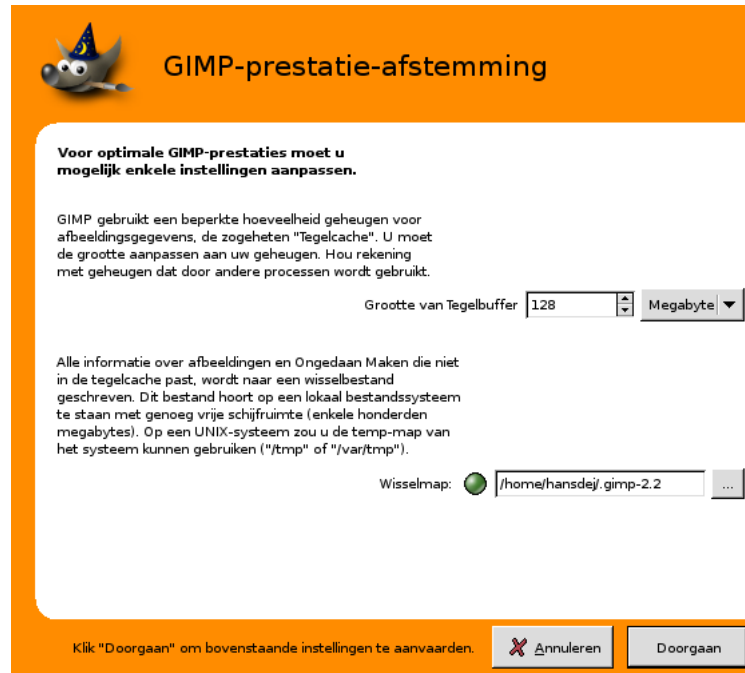 GIMP-prestatie-afstemming
Voor optimale GIMP-prestaties moet u
mogelijk enkele instellingen aanpassen.
GIMP gebruikt een beperkte hoeveelheid geheugen voor
afbeeldingsgegevens, de zogeheten "Tegelcache". U moet
de grootte aanpassen aan uw geheugen. Hou rekening
met geheugen dat door andere processen wordt gebruikt.
Grootte van Tegelbuffer 128 Megabyte
Alle informatie over afbeeldingen en Ongedaan Maken die niet
in de tegelcache past, wordt naar een wisselbestand
geschreven. Dit bestand hoort op een lokaal bestandssysteem
te staan met genoeg vrije schijfruimte (enkele honderden
megabytes). Op een UNIX-systeem zou u de temp-map van
het systeem kunnen gebruiken ("/tmp" of "/var/tmp").
Wisselmap: /home/hansdej/.gimp-2.2 ...
Klik "Doorgaan" om bovenstaande instellingen te aanvaarden. Annuleren Doorgaan